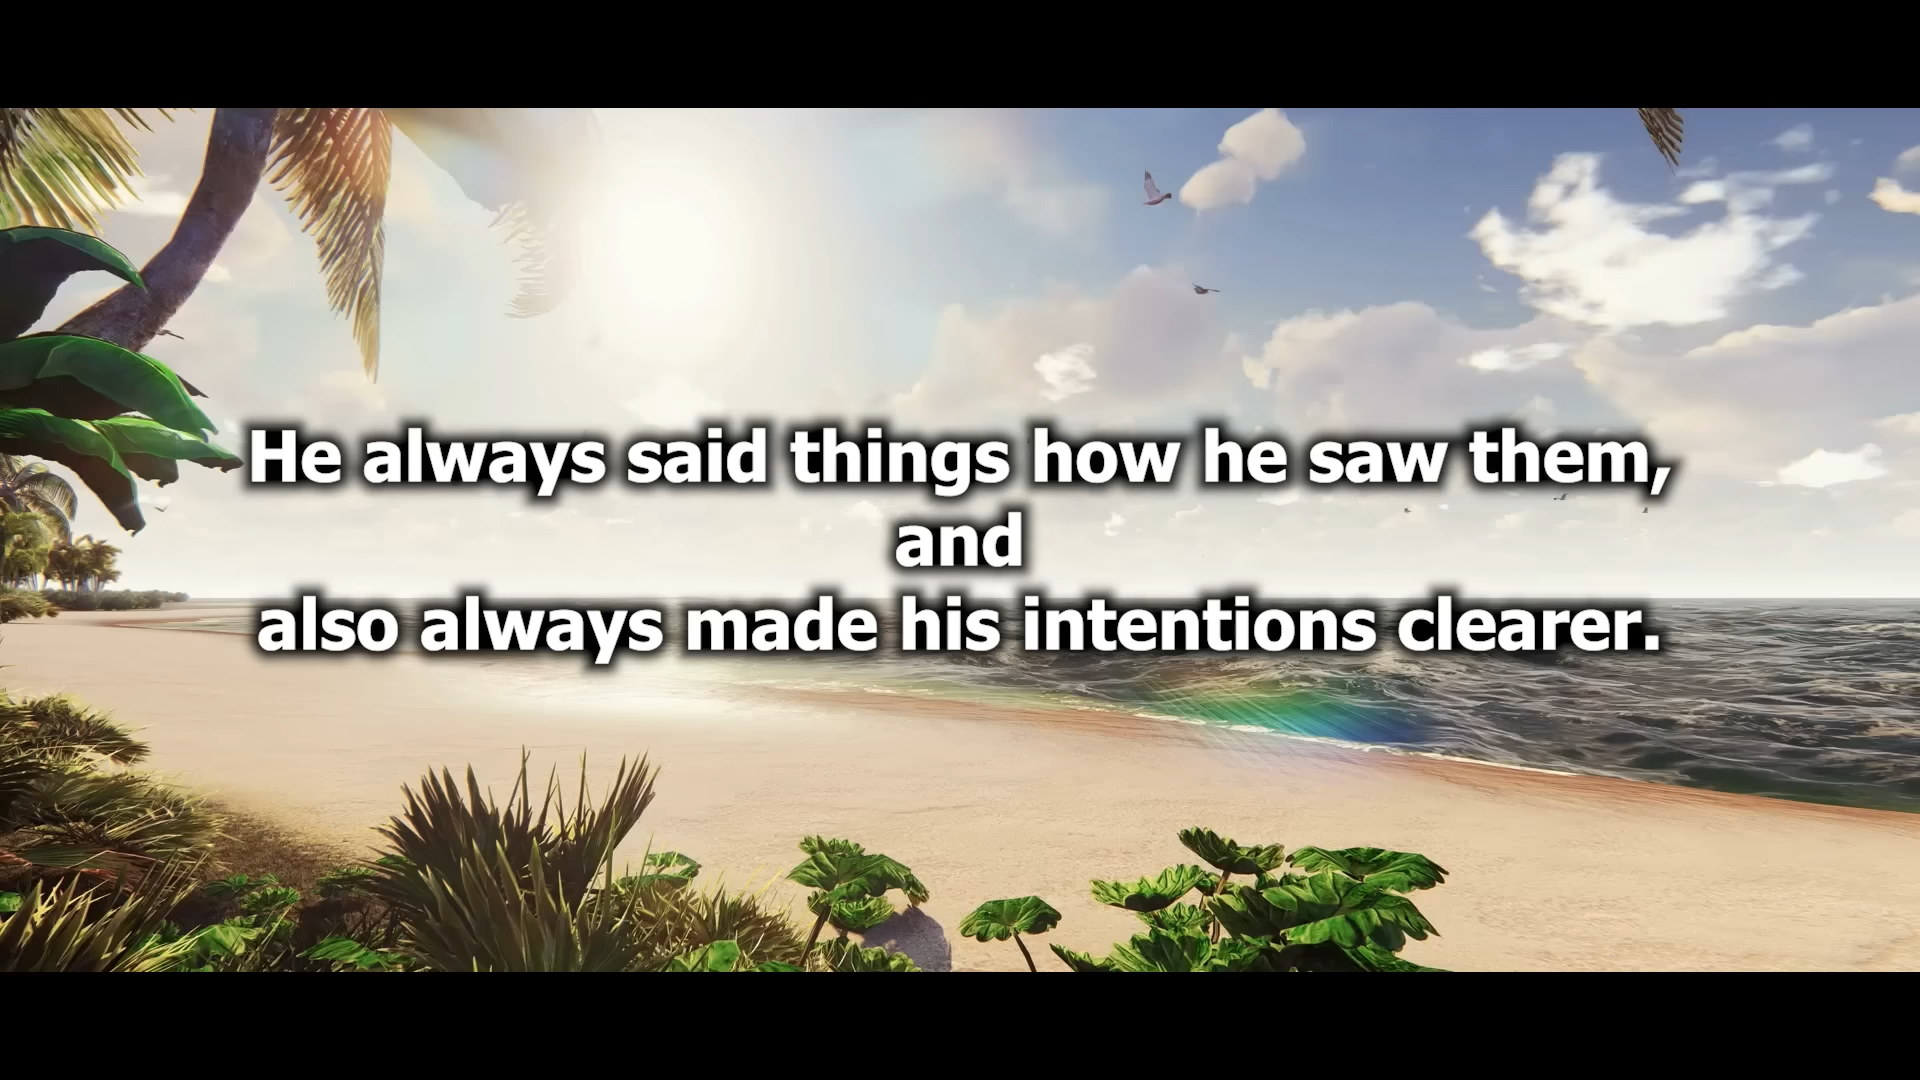 He always said things how he saw them,
and
also always made his intentions clearer.